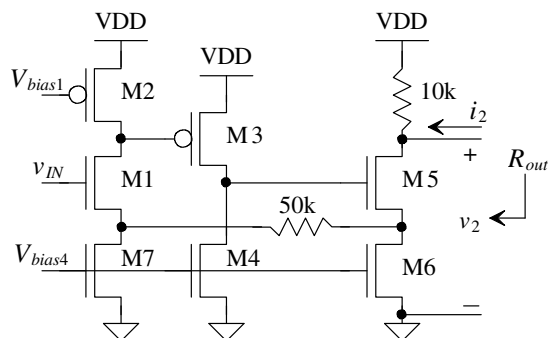 VDD
VDD
VDD
V_bias1
M2
M3
10k
i_2
+
v_IN
M1
M5
R_out
50k
v_2
V_bias4
M7
M4
M6
−